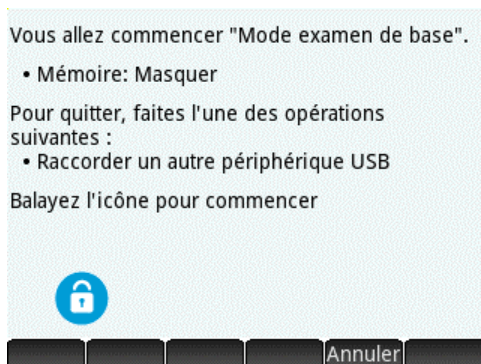 Vous allez commencer "Mode examen de base".
• Mémoire: Masquer
Pour quitter, faites l'une des opérations
suivantes :
• Raccorder un autre périphérique USB
Balayez l'icône pour commencer
Annuler